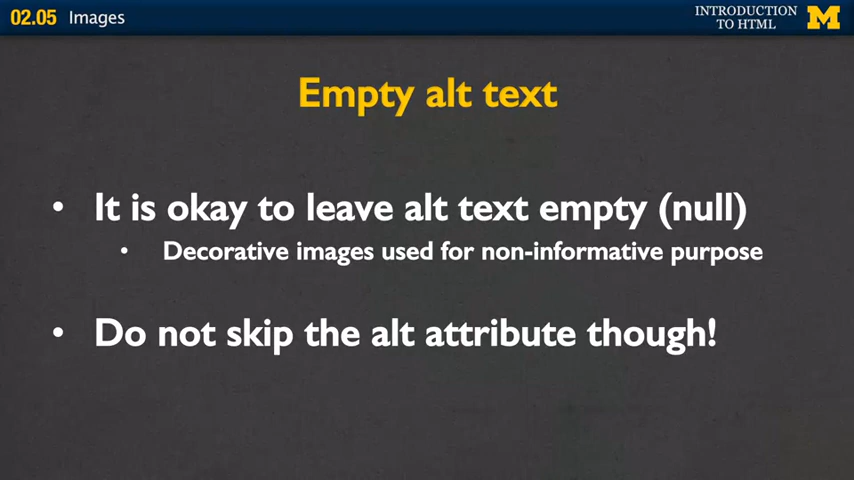 02.05 Images
INTRODUCTION
TO HTML
M
Empty alt text
• It is okay to leave alt text empty (null)
• Decorative images used for non-informative purpose
• Do not skip the alt attribute though!